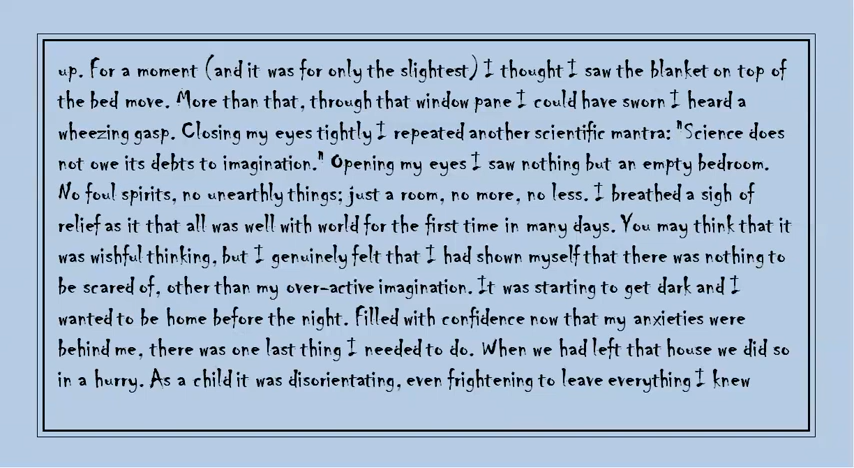 up. For a moment (and it was for only the slightest) I thought I saw the blanket on top of
the bed move. More than that, through that window pane I could have sworn I heard a
wheezing gasp. Closing my eyes tightly I repeated another scientific mantra: "Science does
not owe its debts to imagination." Opening my eyes I saw nothing but an empty bedroom.
No foul spirits, no unearthly things; just a room, no more, no less. I breathed a sigh of
relief as it that all was well with world for the first time in many days. You may think that it
was wishful thinking, but I genuinely felt that I had shown myself that there was nothing to
be scared of, other than my over-active imagination. It was starting to get dark and I
wanted to be home before the night. Filled with confidence now that my anxieties were
behind me, there was one last thing I needed to do. When we had left that house we did so
in a hurry. As a child it was disorientating, even frightening to leave everything I knew